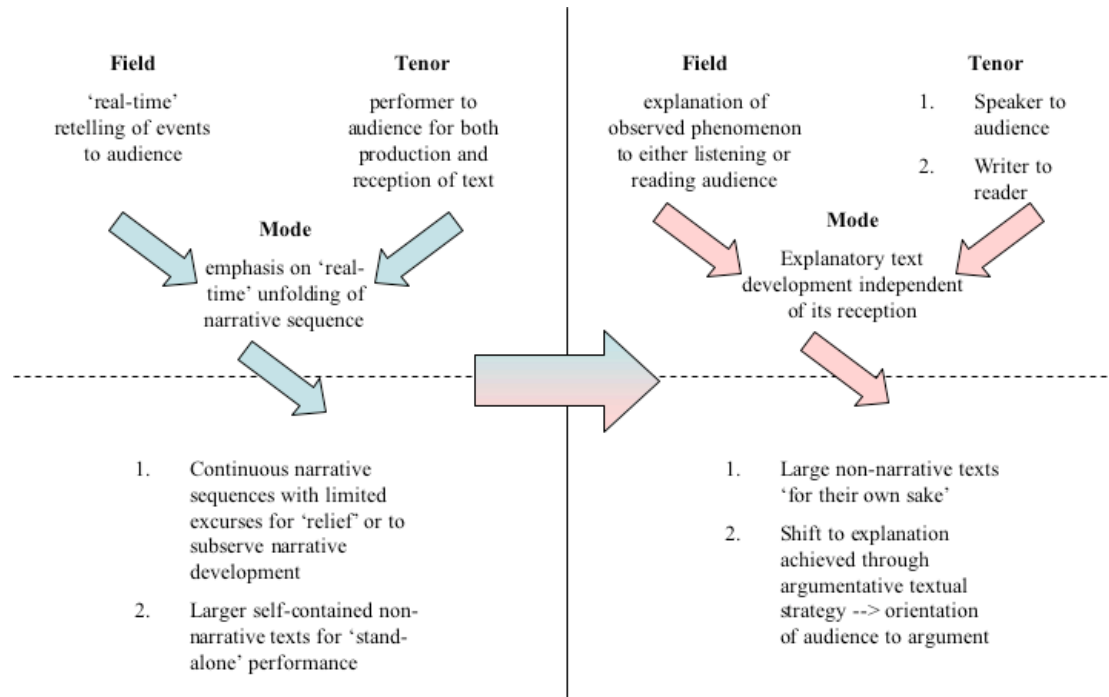 Field
‘real-time’
retelling of events
to audience
Tenor
performer to
audience for both
production and
reception of text
Mode
emphasis on ‘real-
time’ unfolding of
narrative sequence
1. Continuous narrative
sequences with limited
excurses for ‘relief’ or to
subserve narrative
development
2. Larger self-contained non-
narrative texts for ‘stand-
alone’ performance
Field
explanation of
observed phenomenon
to either listening or
reading audience
Tenor
1. Speaker to
audience
2. Writer to
reader
Mode
Explanatory text
development independent
of its reception
1. Large non-narrative texts
‘for their own sake’
2. Shift to explanation
achieved through
argumentative textual
strategy --> orientation
of audience to argument